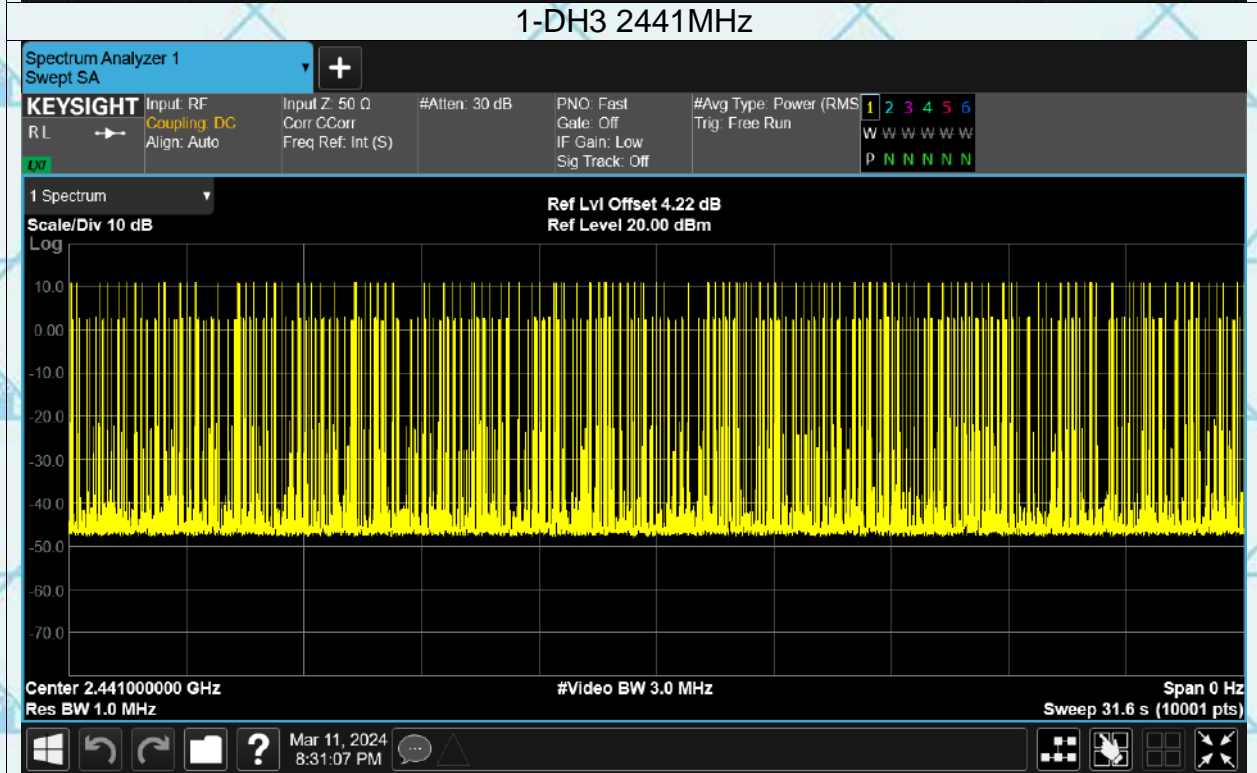 1-DH3 2441MHz
Spectrum Analyzer 1
Swept SA
KEYSIGHT
R L
LXI
Input: RF
Coupling: DC
Align: Auto
Input Z: 50 Ω
Corr CCorr
Freq Ref: Int (S)
#Atten: 30 dB
PNO: Fast
Gate: Off
IF Gain: Low
Sig Track: Off
#Avg Type: Power (RMS
Trig: Free Run
1 2 3 4 5 6
W W W W W W
P N N N N N
1 Spectrum
Scale/Div 10 dB
Log
Ref Lvl Offset 4.22 dB
Ref Level 20.00 dBm
10.0
0.00
-10.0
-20.0
-30.0
-40.0
-50.0
-60.0
-70.0
Center 2.441000000 GHz
Res BW 1.0 MHz
#Video BW 3.0 MHz
Span 0 Hz
Sweep 31.6 s (10001 pts)
Mar 11, 2024
8:31:07 PM